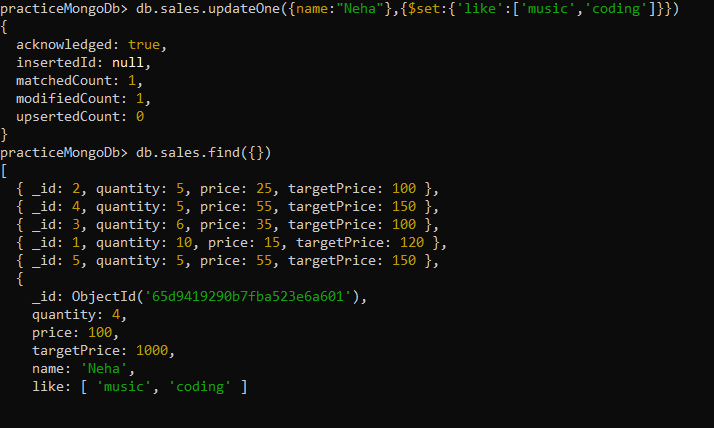 practiceMongoDb> db.sales.updateOne({name:"Neha"},{$set:{'like':['music','coding']}})
{
  acknowledged: true,
  insertedId: null,
  matchedCount: 1,
  modifiedCount: 1,
  upsertedCount: 0
}
practiceMongoDb> db.sales.find({})
[
  { _id: 2, quantity: 5, price: 25, targetPrice: 100 },
  { _id: 4, quantity: 5, price: 55, targetPrice: 150 },
  { _id: 3, quantity: 6, price: 35, targetPrice: 100 },
  { _id: 1, quantity: 10, price: 15, targetPrice: 120 },
  { _id: 5, quantity: 5, price: 55, targetPrice: 150 },
  {
    _id: ObjectId('65d9419290b7fba523e6a601'),
    quantity: 4,
    price: 100,
    targetPrice: 1000,
    name: 'Neha',
    like: [ 'music', 'coding' ]